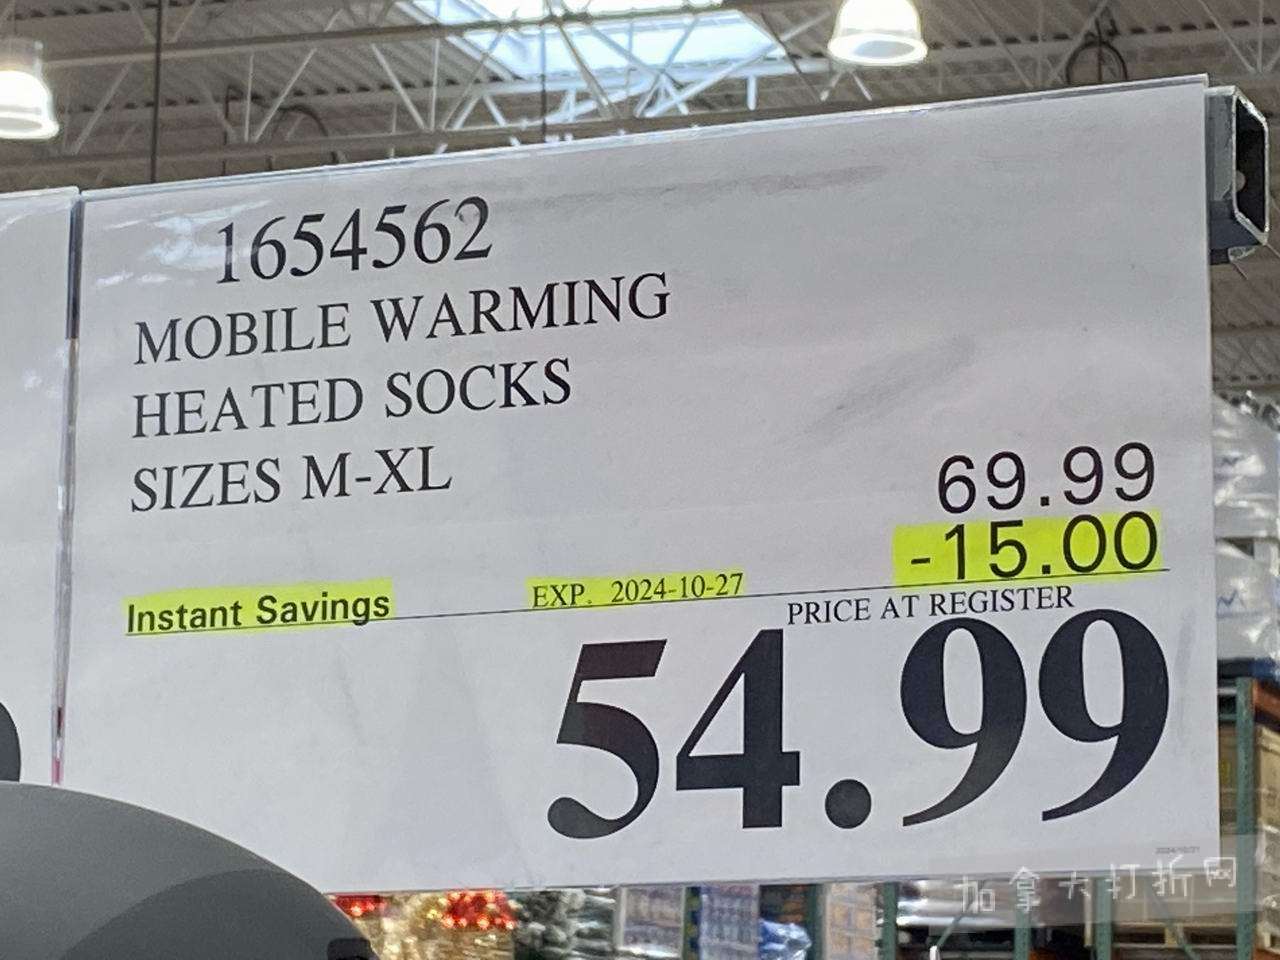 1654562
MOBILE WARMING
HEATED SOCKS
SIZES M-XL
69.99
-15.00
Instant Savings EXP. 2024-10-27
PRICE AT REGISTER
54.99
加拿大打折网